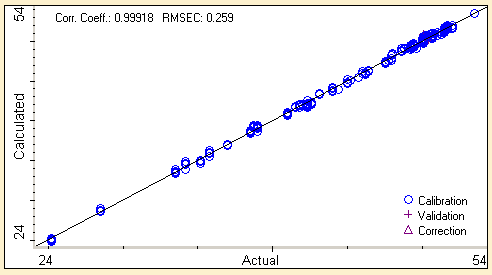 Corr. Coeff.: 0.99918 RMSEC: 0.259
54
Calculated
24
Calibration
Validation
Correction
24 Actual 54